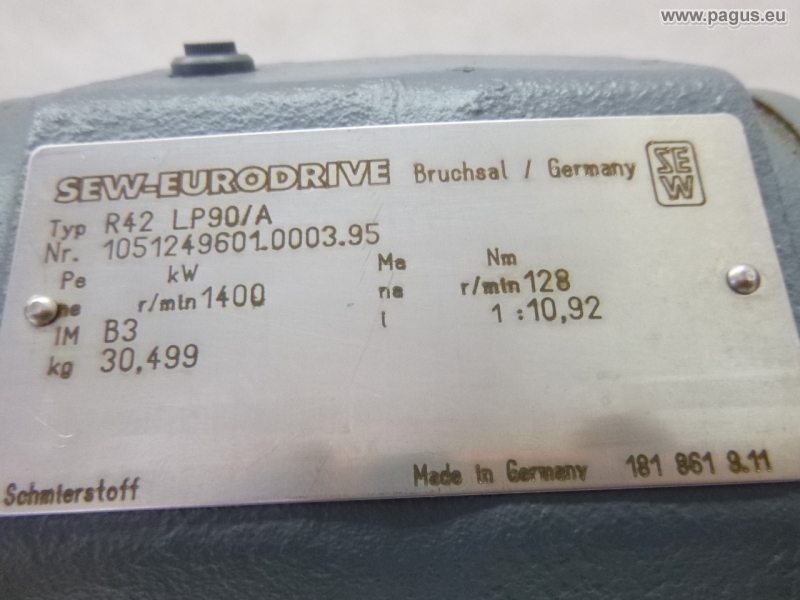 www.pagus.eu
SEW-EURODRIVE Bruchsal / Germany SEW
Typ R42 LP90/A
Nr. 1051249601.0003.95
Pe kW Ma Nm
ne r/min 1400 na r/min 128
IM B3 i 1 :10,92
kg 30,499
Schmierstoff Made in Germany 181 861 9.11